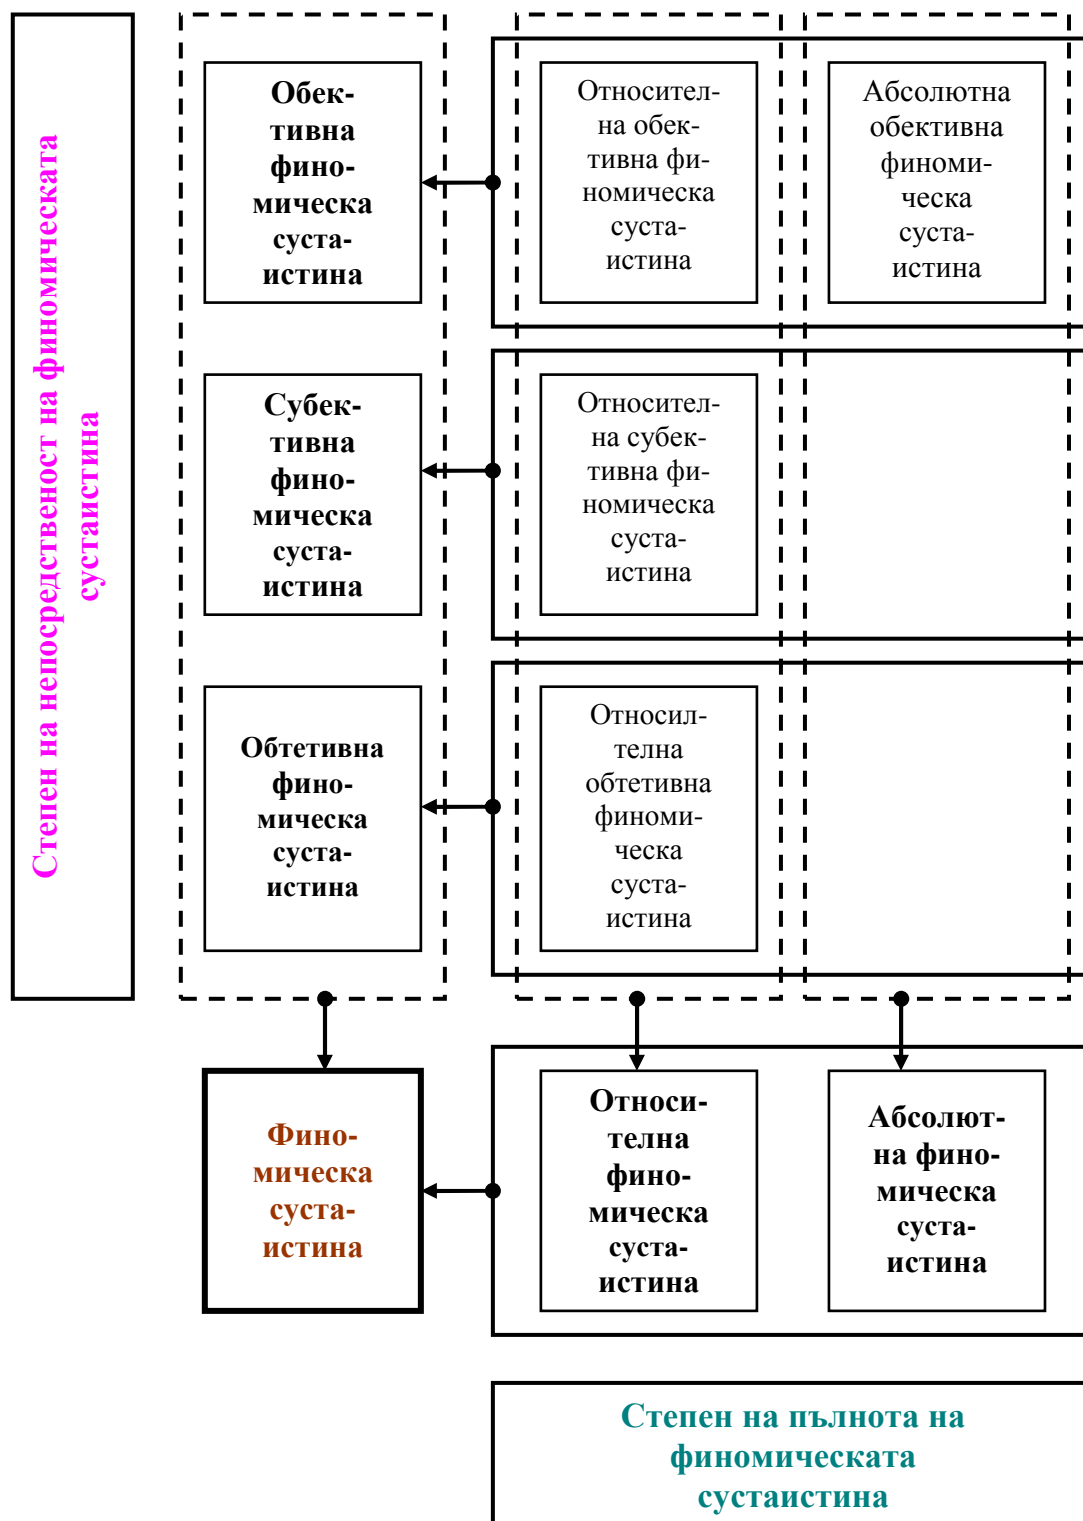 Степен на непосредственост на финомическата
сустаистина
Обек-
тивна
фино-
мическа
суста-
истина
Относител-
на обек-
тивна фи-
номическа
суста-
истина
Абсолютна
обективна
финоми-
ческа
суста-
истина
Субек-
тивна
фино-
мическа
суста-
истина
Относител-
на субек-
тивна фи-
номическа
суста-
истина
Обтетивна
фино-
мическа
суста-
истина
Относил-
телна
обтетивна
финоми-
ческа
суста-
истина
Фино-
мическа
суста-
истина
Относи-
телна
фино-
мическа
суста-
истина
Абсолют-
на фино-
мическа
суста-
истина
Степен на пълнота на
финомическата
сустаистина